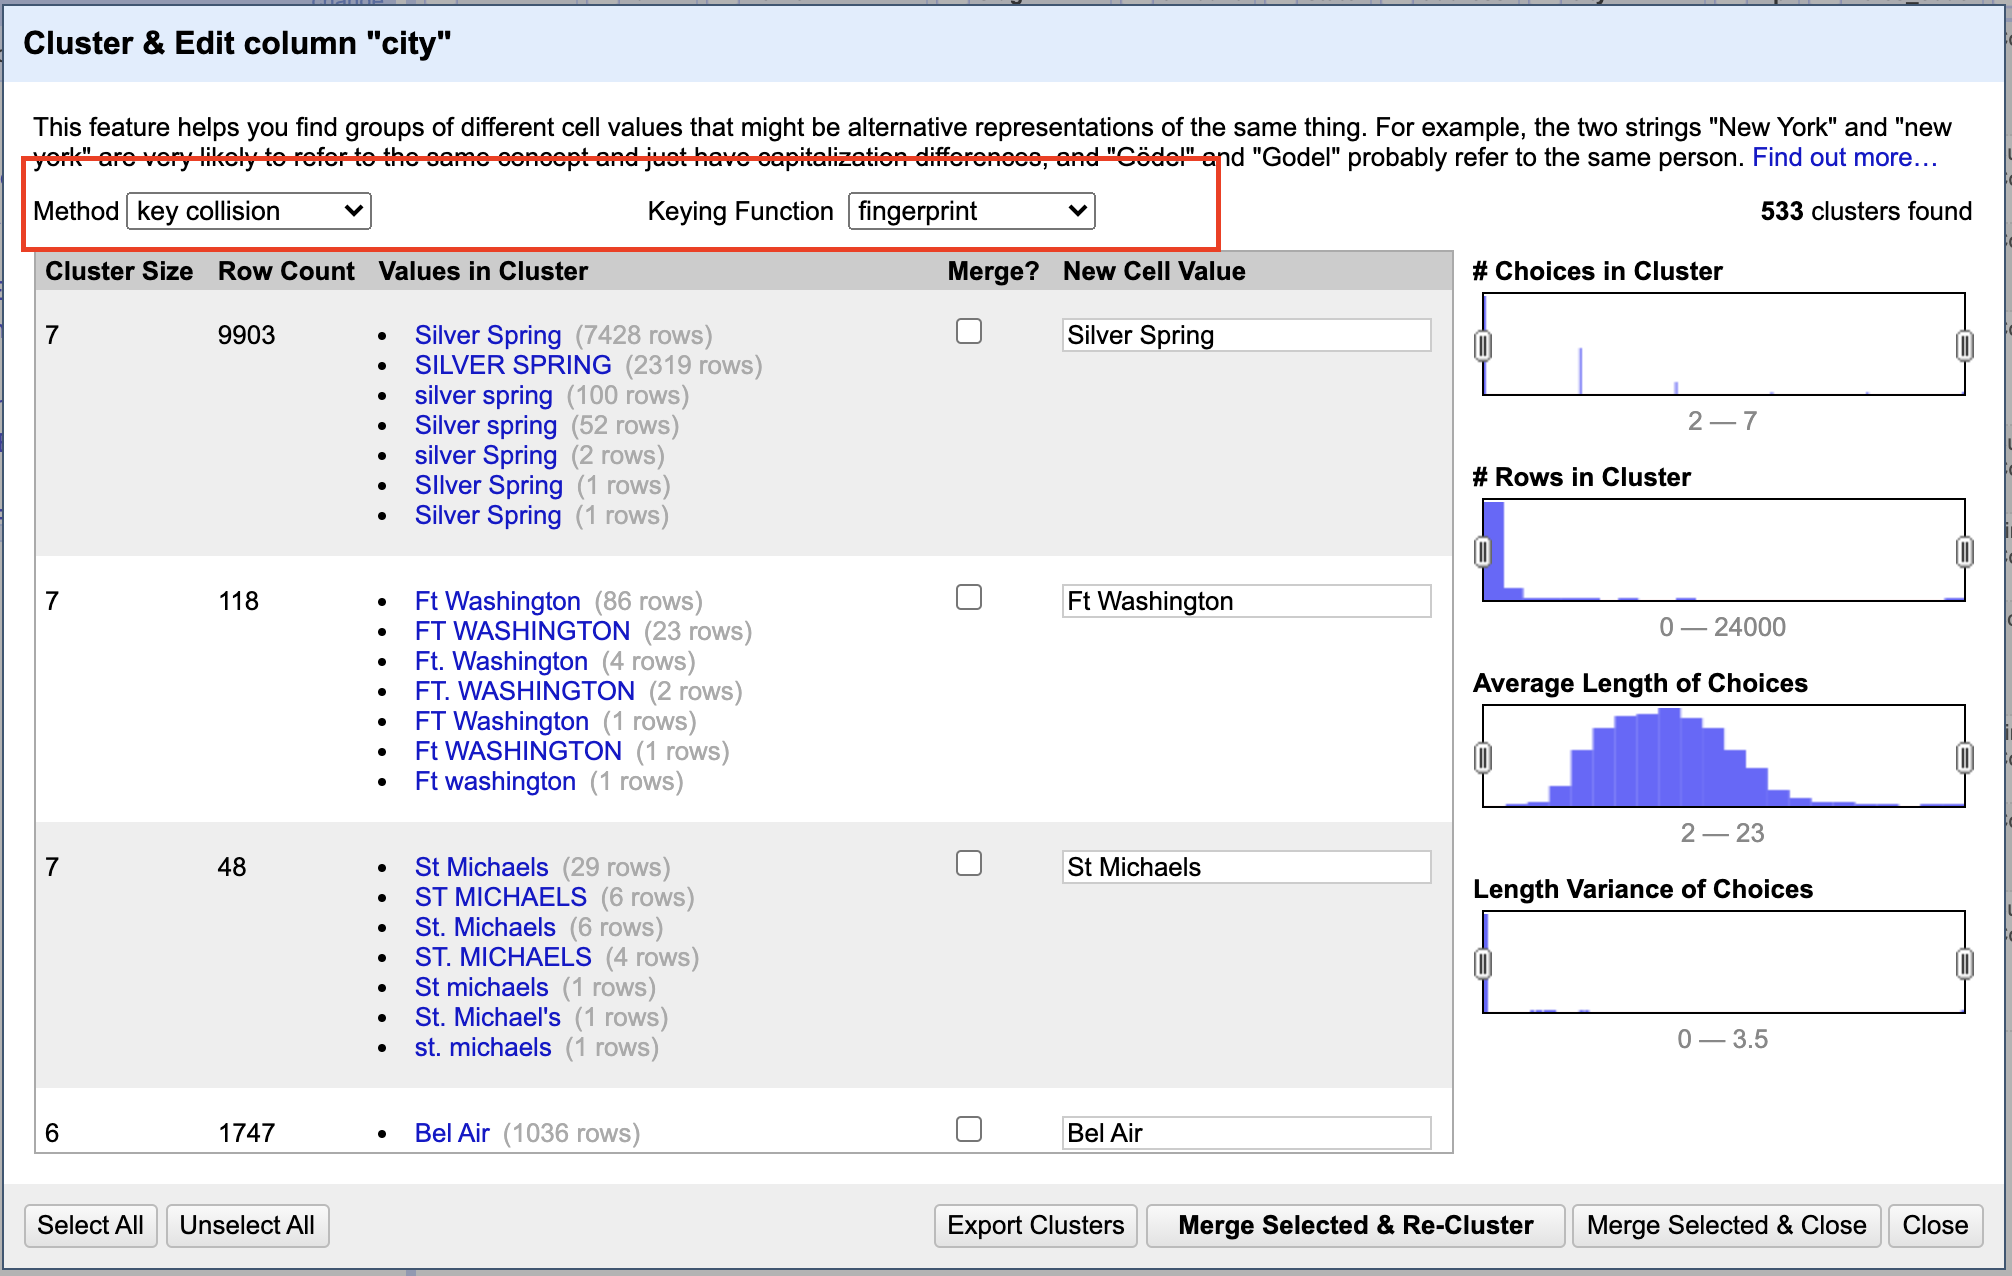 Cluster & Edit column "city"
This feature helps you find groups of different cell values that might be alternative representations of the same thing. For example, the two strings "New York" and "new
york" are very likely to refer to the same concept and just have capitalization differences, and "Gödel" and "Godel" probably refer to the same person. Find out more…
Method key collision Keying Function fingerprint 533 clusters found
Cluster Size Row Count Values in Cluster Merge? New Cell Value
7 9903 • Silver Spring (7428 rows) Silver Spring
• SILVER SPRING (2319 rows)
• silver spring (100 rows)
• Silver spring (52 rows)
• silver Spring (2 rows)
• SIlver Spring (1 rows)
• Silver Spring (1 rows)
7 118 • Ft Washington (86 rows) Ft Washington
• FT WASHINGTON (23 rows)
• Ft. Washington (4 rows)
• FT. WASHINGTON (2 rows)
• FT Washington (1 rows)
• Ft WASHINGTON (1 rows)
• Ft washington (1 rows)
7 48 • St Michaels (29 rows) St Michaels
• ST MICHAELS (6 rows)
• St. Michaels (6 rows)
• ST. MICHAELS (4 rows)
• St michaels (1 rows)
• St. Michael's (1 rows)
• st. michaels (1 rows)
6 1747 • Bel Air (1036 rows) Bel Air
# Choices in Cluster
2 — 7
# Rows in Cluster
0 — 24000
Average Length of Choices
2 — 23
Length Variance of Choices
0 — 3.5
Select All Unselect All Export Clusters Merge Selected & Re-Cluster Merge Selected & Close Close